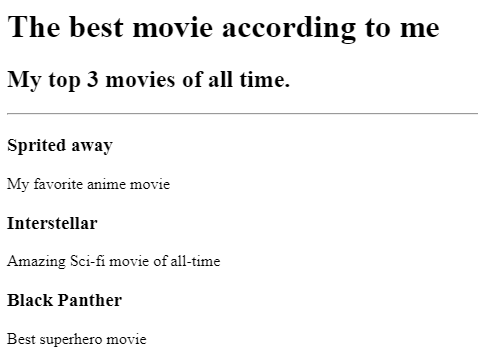 The best movie according to me
My top 3 movies of all time.
Sprited away
My favorite anime movie
Interstellar
Amazing Sci-fi movie of all-time
Black Panther
Best superhero movie